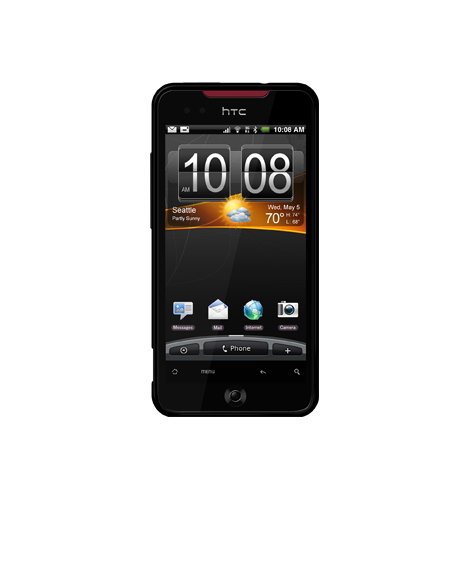 hTC
10:08 AM
10 08
AM
Seattle
Partly Sunny
Wed, May 5
70° H: 74°
L: 68°
Messages Mail Internet Camera
Phone
menu